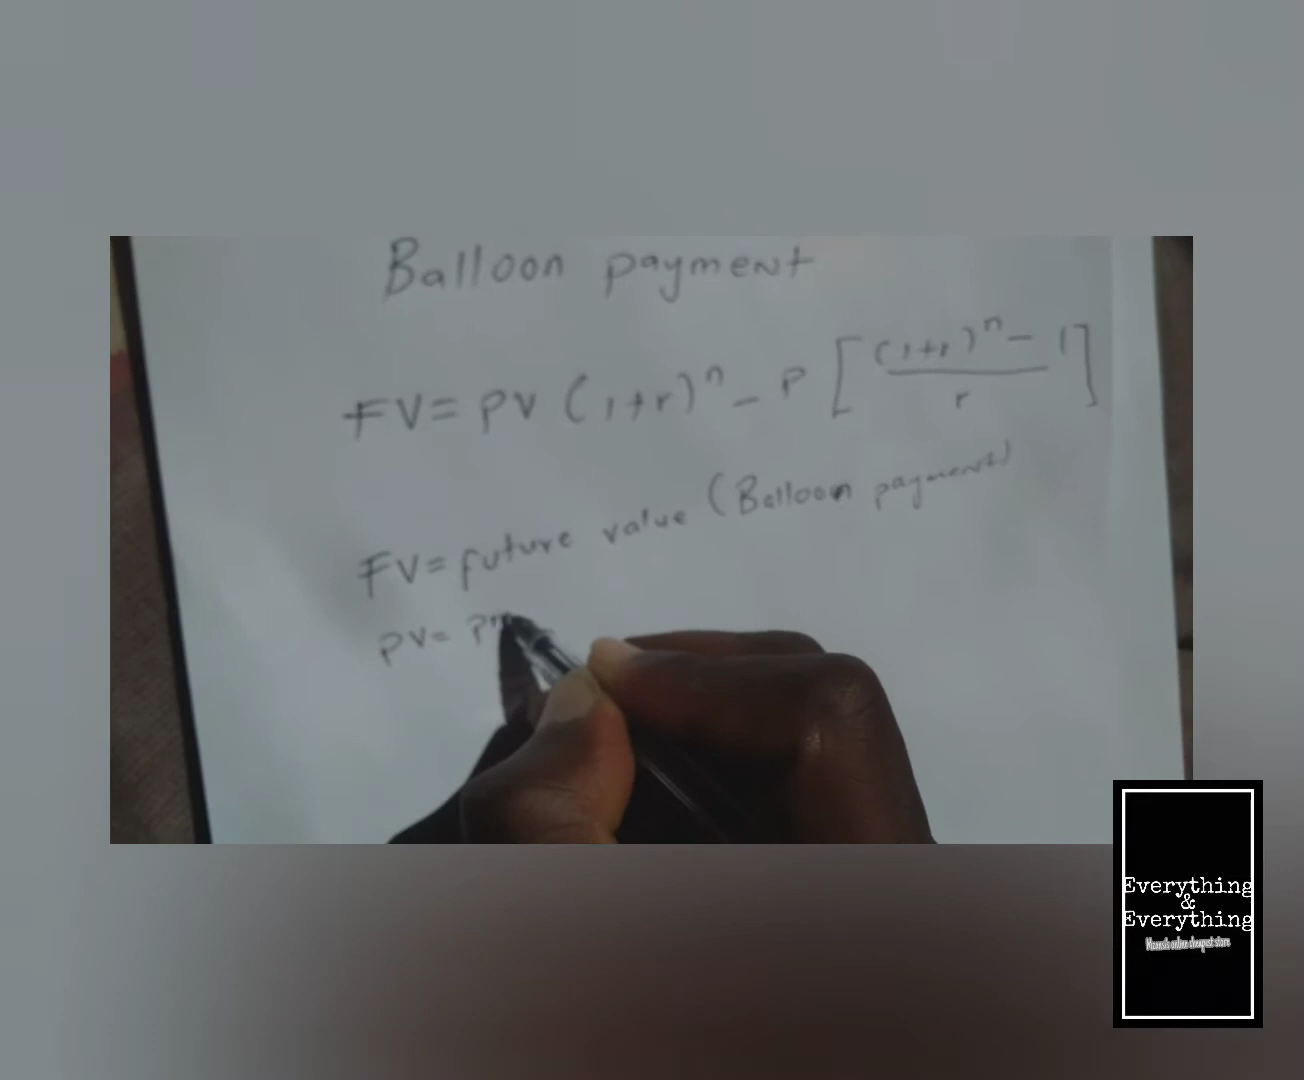 Balloon payment
FV = PV (1+r)^n - P [((1+r)^n - 1)/r]
FV = future value (Balloon payment)
PV =
Everything
&
Everything